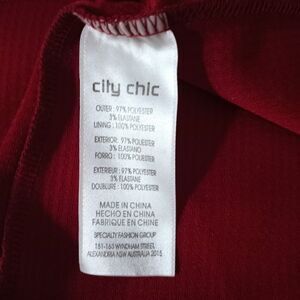 city chic
OUTER : 97% POLYESTER
3% ELASTANE
LINING : 100% POLYESTER
EXTERIOR: 97% POLYESTER
3% ELASTANO
FORRO : 100% POLYESTER
EXTERIEUR : 97% POLYESTER
3% ELASTANE
DOUBLURE : 100% POLYESTER
MADE IN CHINA
HECHO EN CHINA
FABRIQUE EN CHINE
SPECIALTY FASHION GROUP
151-163 WYNDHAM STREET,
ALEXANDRIA NSW AUSTRALIA 2015